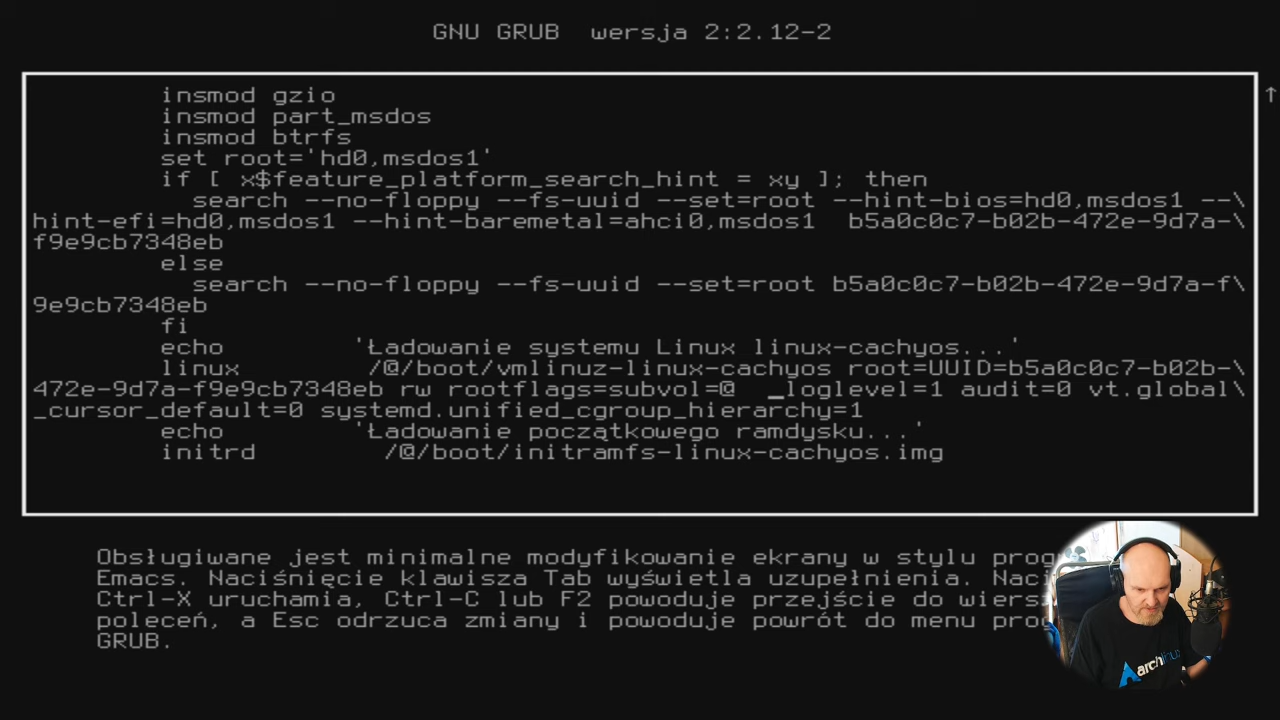 GNU GRUB  wersja 2:2.12-2
insmod gzio
insmod part_msdos
insmod btrfs
set root='hd0,msdos1'
if [ x$feature_platform_search_hint = xy ]; then
search --no-floppy --fs-uuid --set=root --hint-bios=hd0,msdos1 --\
hint-efi=hd0,msdos1 --hint-baremetal=ahci0,msdos1  b5a0c0c7-b02b-472e-9d7a-\
f9e9cb7348eb
else
search --no-floppy --fs-uuid --set=root b5a0c0c7-b02b-472e-9d7a-f\
9e9cb7348eb
fi
echo 'Ładowanie systemu Linux linux-cachyos...'
linux /@/boot/vmlinuz-linux-cachyos root=UUID=b5a0c0c7-b02b-\
472e-9d7a-f9e9cb7348eb rw rootflags=subvol=@  _loglevel=1 audit=0 vt.global\
_cursor_default=0 systemd.unified_cgroup_hierarchy=1
echo 'Ładowanie początkowego ramdysku...'
initrd /@/boot/initramfs-linux-cachyos.img
Obsługiwane jest minimalne modyfikowanie ekrany w stylu
Emacs. Naciśnięcie klawisza Tab wyświetla uzupełnienia.
Ctrl-X uruchamia, Ctrl-C lub F2 powoduje przejście do
poleceń, a Esc odrzuca zmiany i powoduje powrót do menu
GRUB.
arch linux